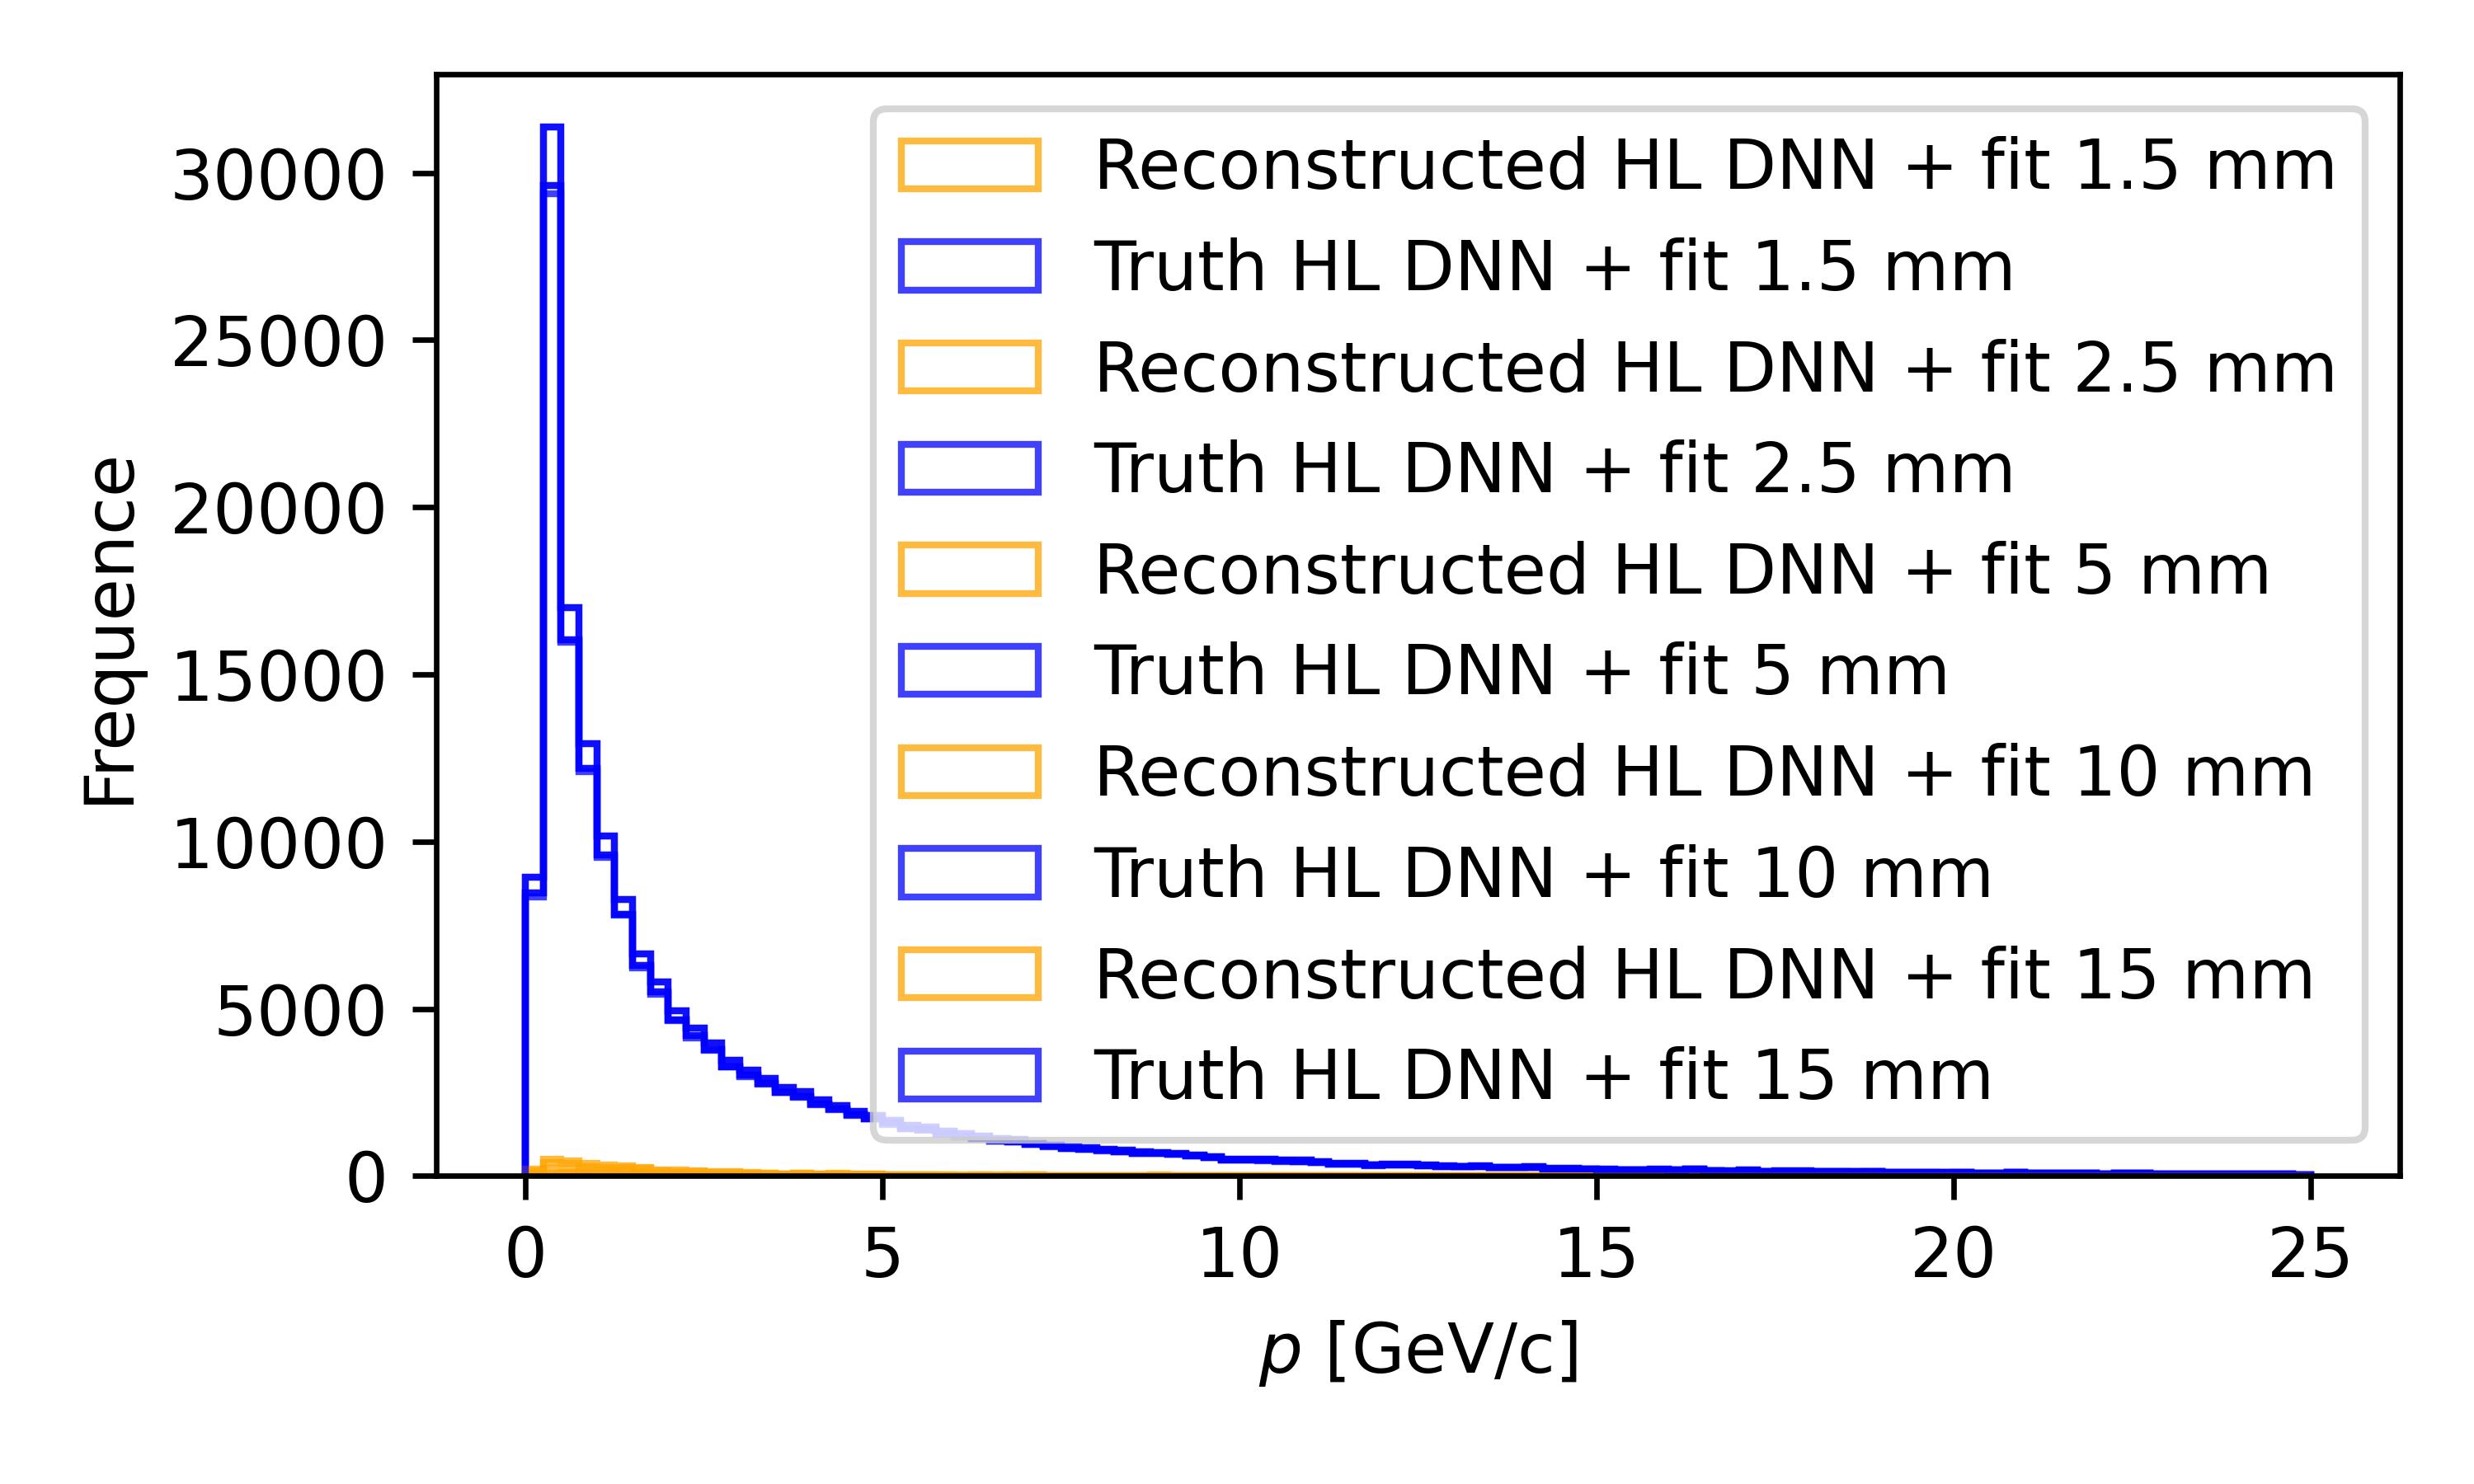 30000
25000
20000
15000
10000
5000
0
Frequence
Reconstructed HL DNN + fit 1.5 mm
Truth HL DNN + fit 1.5 mm
Reconstructed HL DNN + fit 2.5 mm
Truth HL DNN + fit 2.5 mm
Reconstructed HL DNN + fit 5 mm
Truth HL DNN + fit 5 mm
Reconstructed HL DNN + fit 10 mm
Truth HL DNN + fit 10 mm
Reconstructed HL DNN + fit 15 mm
Truth HL DNN + fit 15 mm
0 5 10 15 20 25
p [GeV/c]